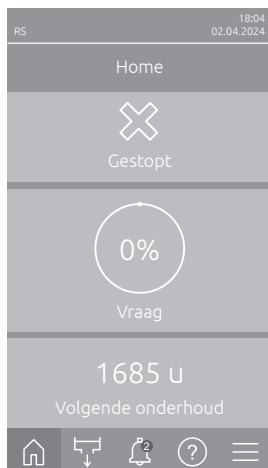 18:04
RS 02.04.2024
Home
Gestopt
0%
Vraag
1685 u
Volgende onderhoud
2
?